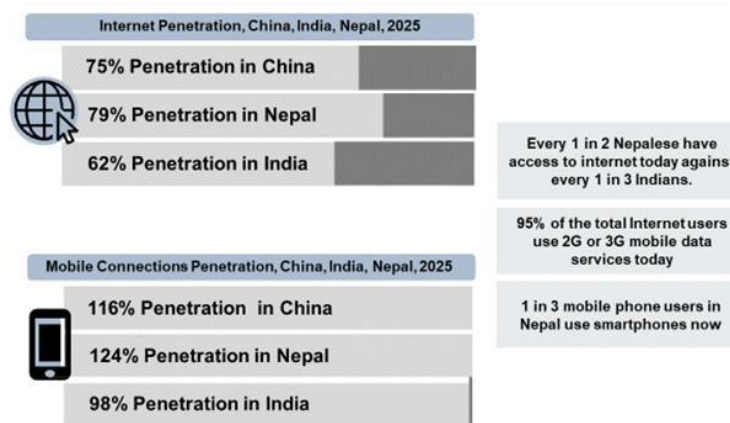 Internet Penetration, China, India, Nepal, 2025
75% Penetration in China
79% Penetration in Nepal
62% Penetration in India
Mobile Connections Penetration, China, India, Nepal, 2025
116% Penetration in China
124% Penetration in Nepal
98% Penetration in India
Every 1 in 2 Nepalese have
access to internet today against
every 1 in 3 Indians.
95% of the total Internet users
use 2G or 3G mobile data
services today
1 in 3 mobile phone users in
Nepal use smartphones now